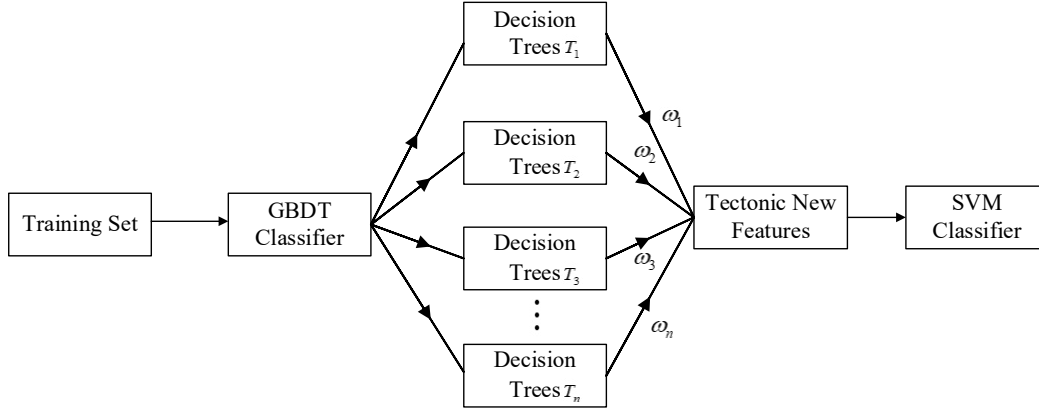 Training Set
GBDT
Classifier
Decision
Trees T₁
Decision
Trees T₂
Decision
Trees T₃
⋮
Decision
Trees Tₙ
ω₁
ω₂
ω₃
ωₙ
Tectonic New
Features
SVM
Classifier